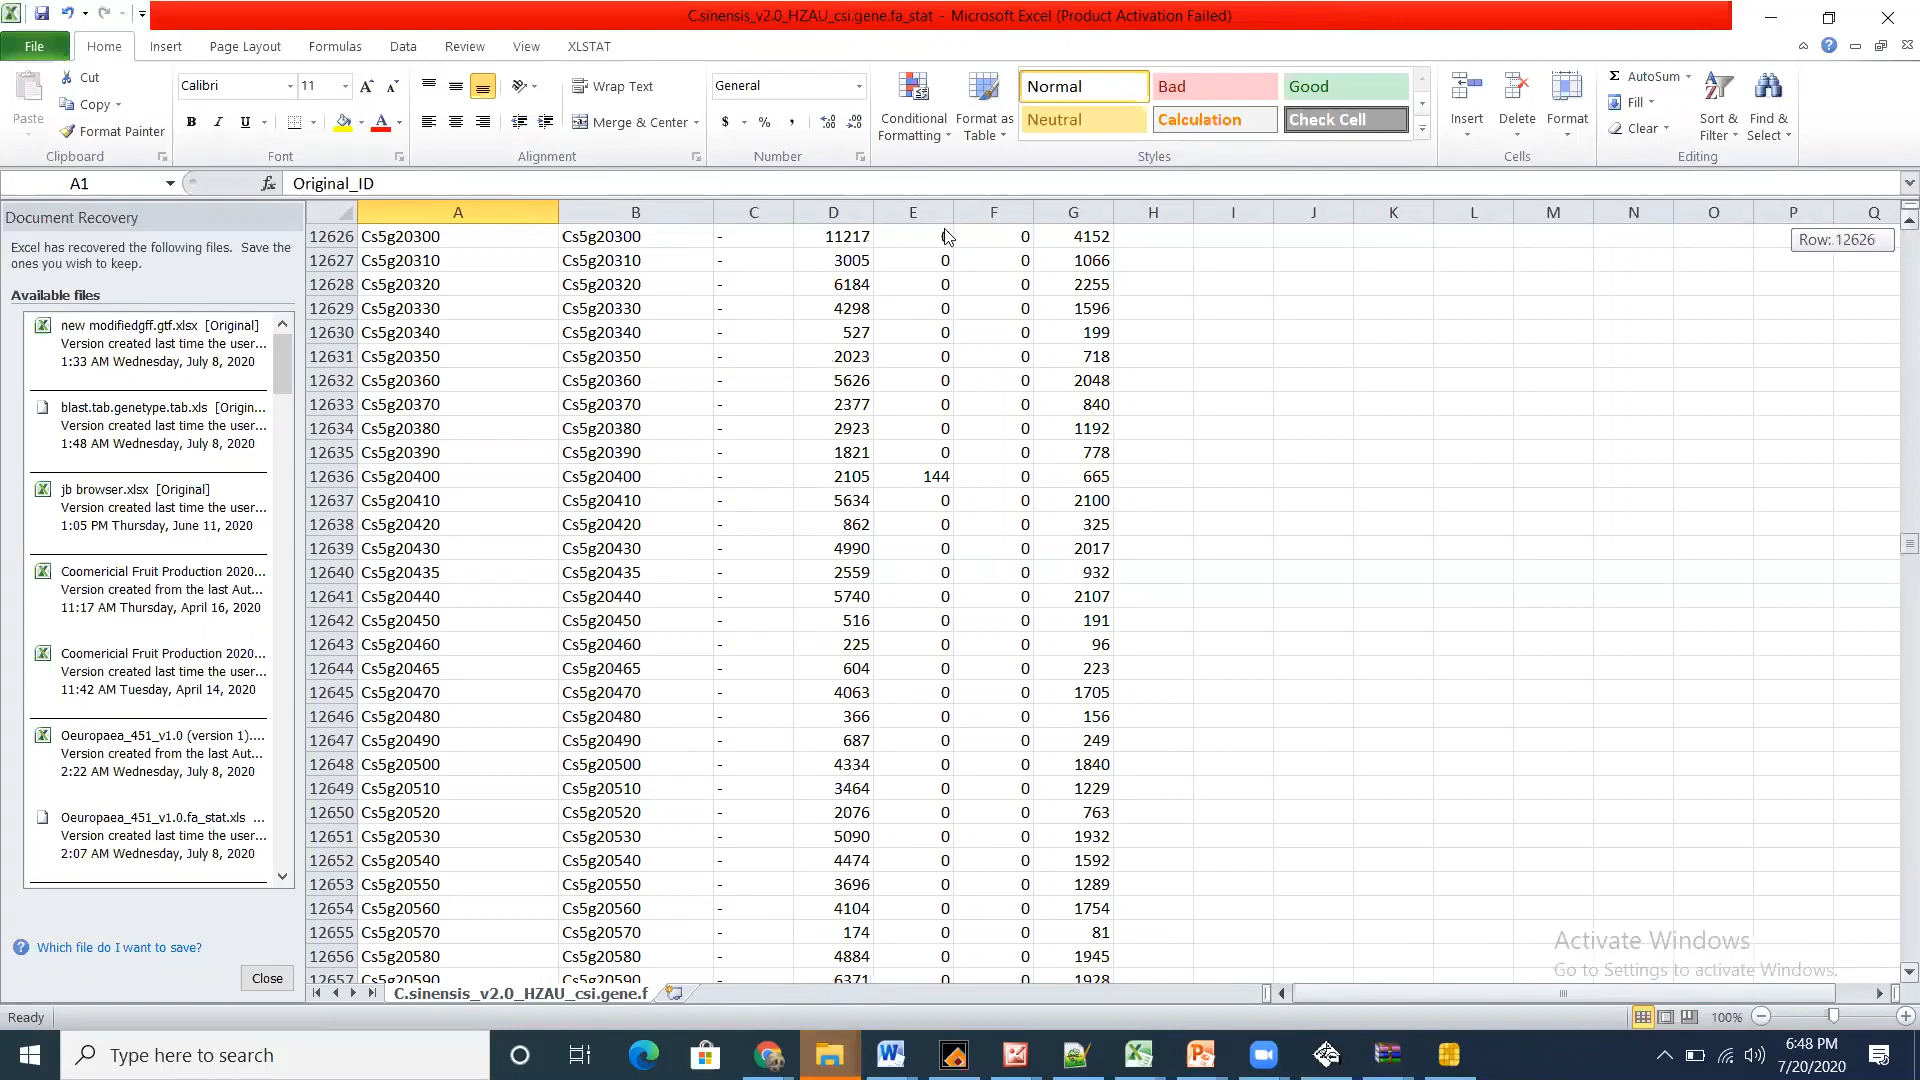 C.sinensis_v2.0_HZAU_csi.gene.fa_stat - Microsoft Excel (Product Activation Failed)
File Home Insert Page Layout Formulas Data Review View XLSTAT
Paste
Cut
Copy
Format Painter
Clipboard
Calibri 11
B I U
Font
Wrap Text
Merge & Center
Alignment
General
$ % ,
Number
Conditional Formatting
Format as Table
Normal Bad Good
Neutral Calculation Check Cell
Styles
Insert Delete Format
Cells
AutoSum
Fill
Clear
Sort & Filter
Find & Select
Editing
A1 fx Original_ID
Document Recovery
Excel has recovered the following files. Save the
ones you wish to keep.
Available files
new modifiedgff.gtf.xlsx [Original]
Version created last time the user...
1:33 AM Wednesday, July 8, 2020
blast.tab.genetype.tab.xls [Origin...
Version created last time the user...
1:48 AM Wednesday, July 8, 2020
jb browser.xlsx [Original]
Version created last time the user...
1:05 PM Thursday, June 11, 2020
Coomericial Fruit Production 2020...
Version created from the last Aut...
11:17 AM Thursday, April 16, 2020
Coomericial Fruit Production 2020...
Version created last time the user...
11:42 AM Tuesday, April 14, 2020
Oeuropaea_451_v1.0 (version 1)....
Version created from the last Aut...
2:22 AM Wednesday, July 8, 2020
Oeuropaea_451_v1.0.fa_stat.xls ...
Version created last time the user...
2:07 AM Wednesday, July 8, 2020
Which file do I want to save?
Close
A B C D E F G H I J K L M N O P Q
12626 Cs5g20300 Cs5g20300 - 11217 0 4152
Row: 12626
12627 Cs5g20310 Cs5g20310 - 3005 0 0 1066
12628 Cs5g20320 Cs5g20320 - 6184 0 0 2255
12629 Cs5g20330 Cs5g20330 - 4298 0 0 1596
12630 Cs5g20340 Cs5g20340 - 527 0 0 199
12631 Cs5g20350 Cs5g20350 - 2023 0 0 718
12632 Cs5g20360 Cs5g20360 - 5626 0 0 2048
12633 Cs5g20370 Cs5g20370 - 2377 0 0 840
12634 Cs5g20380 Cs5g20380 - 2923 0 0 1192
12635 Cs5g20390 Cs5g20390 - 1821 0 0 778
12636 Cs5g20400 Cs5g20400 - 2105 144 0 665
12637 Cs5g20410 Cs5g20410 - 5634 0 0 2100
12638 Cs5g20420 Cs5g20420 - 862 0 0 325
12639 Cs5g20430 Cs5g20430 - 4990 0 0 2017
12640 Cs5g20435 Cs5g20435 - 2559 0 0 932
12641 Cs5g20440 Cs5g20440 - 5740 0 0 2107
12642 Cs5g20450 Cs5g20450 - 516 0 0 191
12643 Cs5g20460 Cs5g20460 - 225 0 0 96
12644 Cs5g20465 Cs5g20465 - 604 0 0 223
12645 Cs5g20470 Cs5g20470 - 4063 0 0 1705
12646 Cs5g20480 Cs5g20480 - 366 0 0 156
12647 Cs5g20490 Cs5g20490 - 687 0 0 249
12648 Cs5g20500 Cs5g20500 - 4334 0 0 1840
12649 Cs5g20510 Cs5g20510 - 3464 0 0 1229
12650 Cs5g20520 Cs5g20520 - 2076 0 0 763
12651 Cs5g20530 Cs5g20530 - 5090 0 0 1932
12652 Cs5g20540 Cs5g20540 - 4474 0 0 1592
12653 Cs5g20550 Cs5g20550 - 3696 0 0 1289
12654 Cs5g20560 Cs5g20560 - 4104 0 0 1754
12655 Cs5g20570 Cs5g20570 - 174 0 0 81
12656 Cs5g20580 Cs5g20580 - 4884 0 0 1945
12657 Cs5g20590 Cs5g20590 - 6371 0 0 1928
Activate Windows
Go to Settings to activate Windows.
C.sinensis_v2.0_HZAU_csi.gene.f
Ready 100%
Type here to search
6:48 PM
7/20/2020